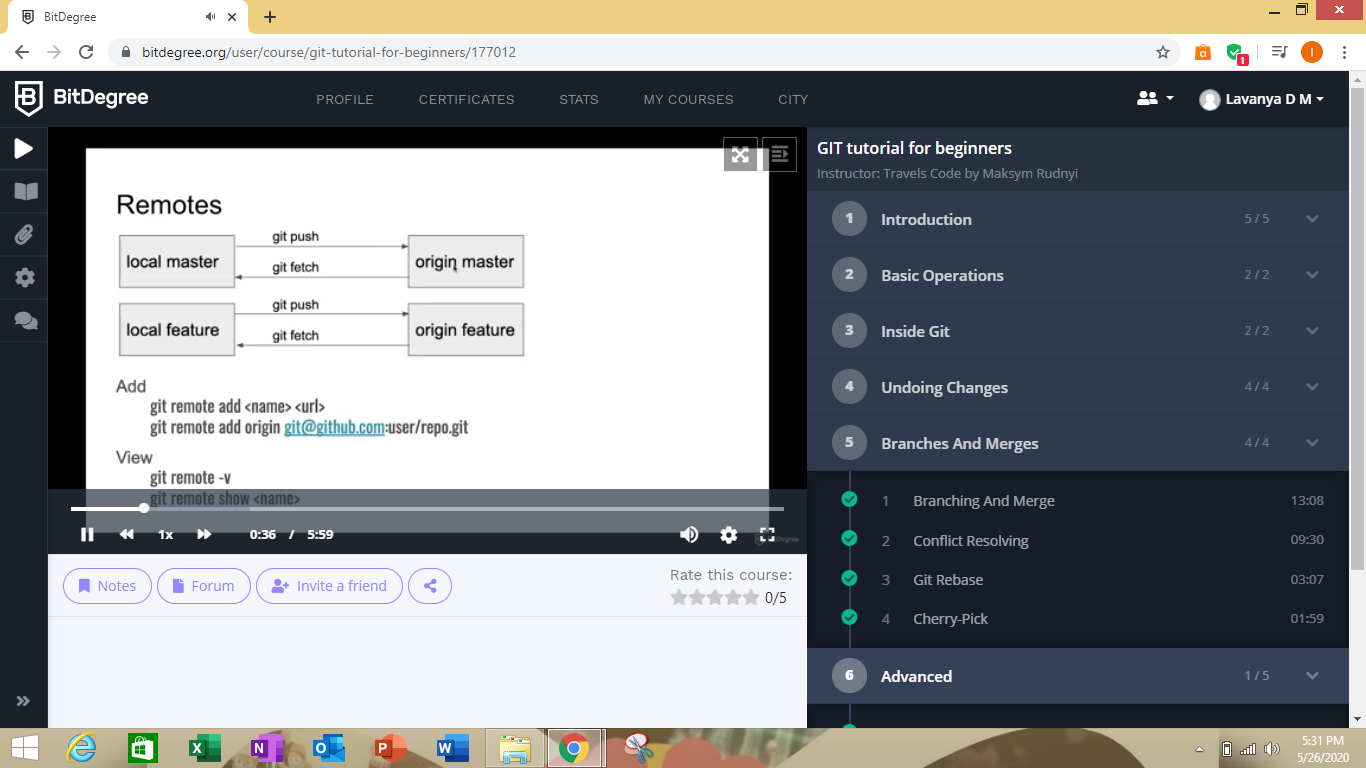 BitDegree
bitdegree.org/user/course/git-tutorial-for-beginners/177012
1
I
B
BitDegree
PROFILE
CERTIFICATES
STATS
MY COURSES
CITY
Lavanya D M
Remotes
local master
git push
git fetch
origin master
local feature
git push
git fetch
origin feature
Add
git remote add <name> <url>
git remote add origin git@github.com:user/repo.git
View
git remote -v
git remote show <name>
1x
0:36 / 5:59
Notes
Forum
Invite a friend
Rate this course:
0/5
GIT tutorial for beginners
Instructor: Travels Code by Maksym Rudnyi
1 Introduction 5 / 5
2 Basic Operations 2 / 2
3 Inside Git 2 / 2
4 Undoing Changes 4 / 4
5 Branches And Merges 4 / 4
1 Branching And Merge 13:08
2 Conflict Resolving 09:30
3 Git Rebase 03:07
4 Cherry-Pick 01:59
6 Advanced 1 / 5
5:31 PM
5/26/2020